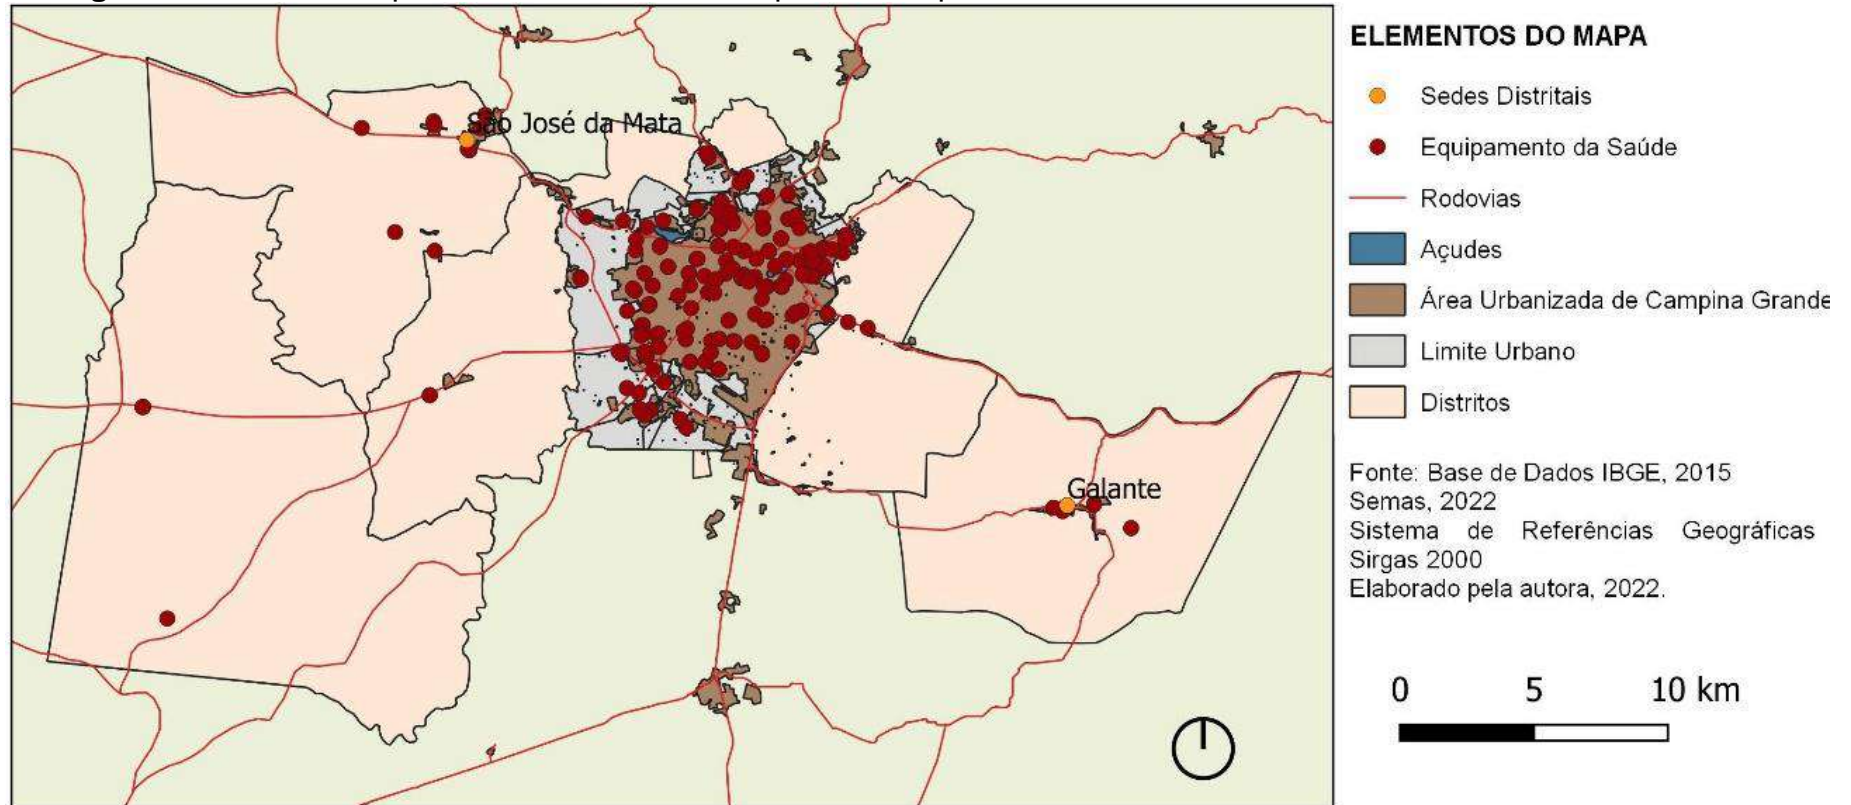 São José da Mata
Galante
ELEMENTOS DO MAPA
Sedes Distritais
Equipamento da Saúde
Rodovias
Açudes
Área Urbanizada de Campina Grande
Limite Urbano
Distritos
Fonte: Base de Dados IBGE, 2015
Semas, 2022
Sistema de Referências Geográficas
Sirgas 2000
Elaborado pela autora, 2022.
0 5 10 km